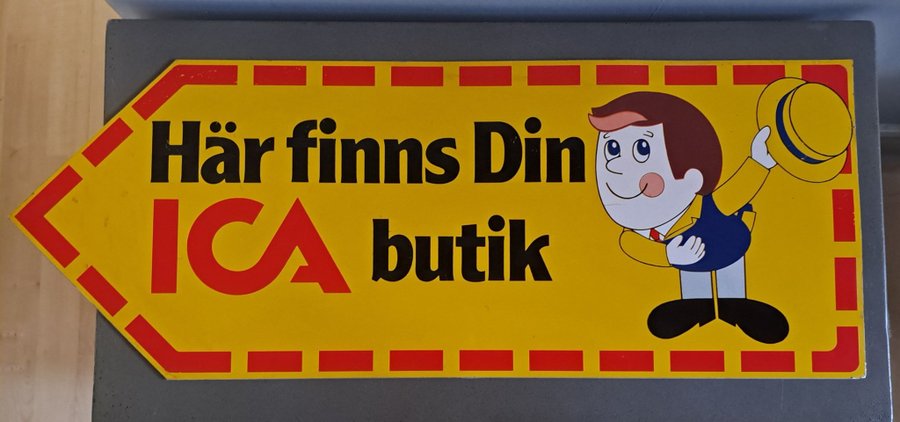 Här finns Din
ICA butik